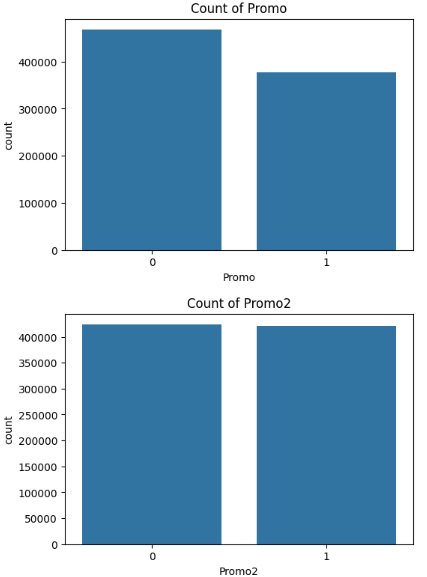 Count of Promo
400000
300000
200000
100000
0
count
0 1
Promo
Count of Promo2
400000
350000
300000
250000
200000
150000
100000
50000
0
count
0 1
Promo2